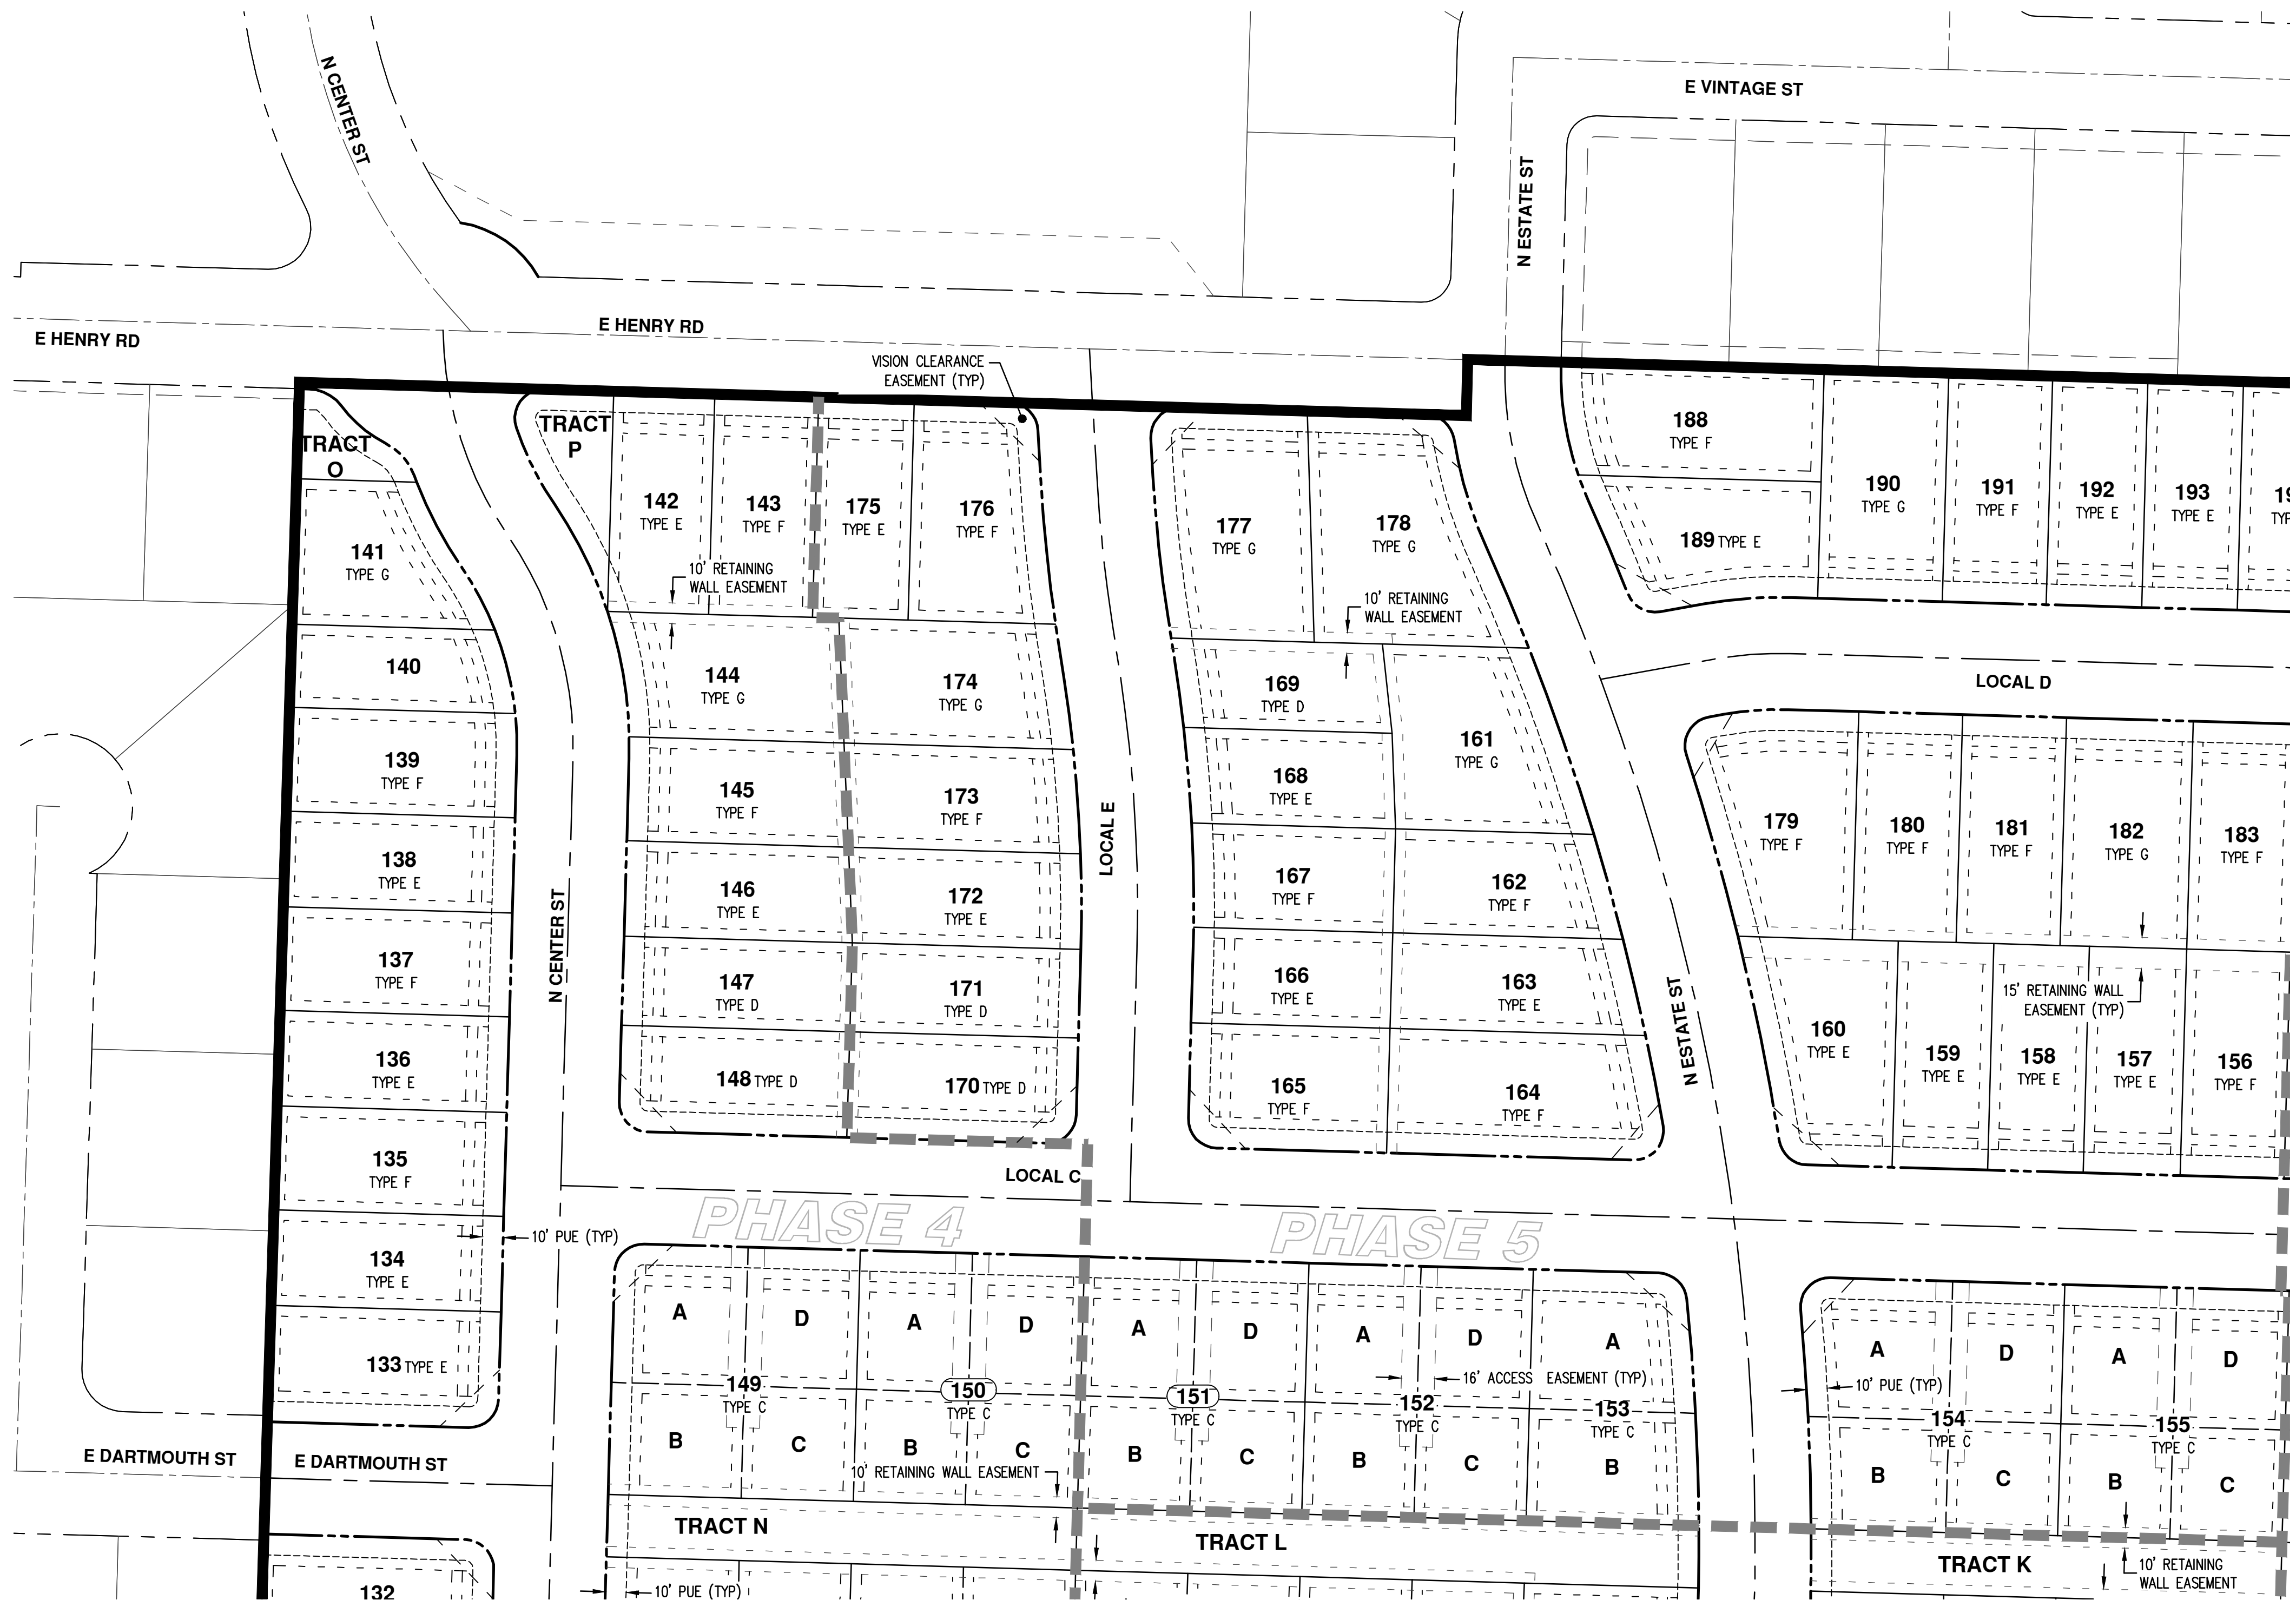 N CENTER ST
E VINTAGE ST
N ESTATE ST
E HENRY RD
E HENRY RD
VISION CLEARANCE
EASEMENT (TYP)
TRACT
O
TRACT
P
141
TYPE G
140
139
TYPE F
138
TYPE E
137
TYPE F
136
TYPE E
135
TYPE F
134
TYPE E
133 TYPE E
10' PUE (TYP)
N CENTER ST
142
TYPE E
143
TYPE F
175
TYPE E
176
TYPE F
10' RETAINING
WALL EASEMENT
144
TYPE G
174
TYPE G
145
TYPE F
173
TYPE F
146
TYPE E
172
TYPE E
147
TYPE D
171
TYPE D
148 TYPE D
170 TYPE D
LOCAL E
177
TYPE G
178
TYPE G
10' RETAINING
WALL EASEMENT
169
TYPE D
161
TYPE G
168
TYPE E
167
TYPE F
162
TYPE F
166
TYPE E
163
TYPE E
165
TYPE F
164
TYPE F
N ESTATE ST
188
TYPE F
189 TYPE E
190
TYPE G
191
TYPE F
192
TYPE E
193
TYPE E
LOCAL D
179
TYPE F
180
TYPE F
181
TYPE F
182
TYPE G
183
TYPE F
15' RETAINING WALL
EASEMENT (TYP)
160
TYPE E
159
TYPE E
158
TYPE E
157
TYPE E
156
TYPE F
LOCAL C
PHASE 4
PHASE 5
A
D
A
D
A
D
A
D
A
A
D
A
D
149
TYPE C
150
TYPE C
151
TYPE C
152
TYPE C
16' ACCESS EASEMENT (TYP)
153
TYPE C
10' PUE (TYP)
154
TYPE C
155
TYPE C
B
C
B
C
B
C
B
C
B
B
C
B
C
10' RETAINING WALL EASEMENT
E DARTMOUTH ST
E DARTMOUTH ST
TRACT N
TRACT L
TRACT K
10' RETAINING
WALL EASEMENT
132
10' PUE (TYP)